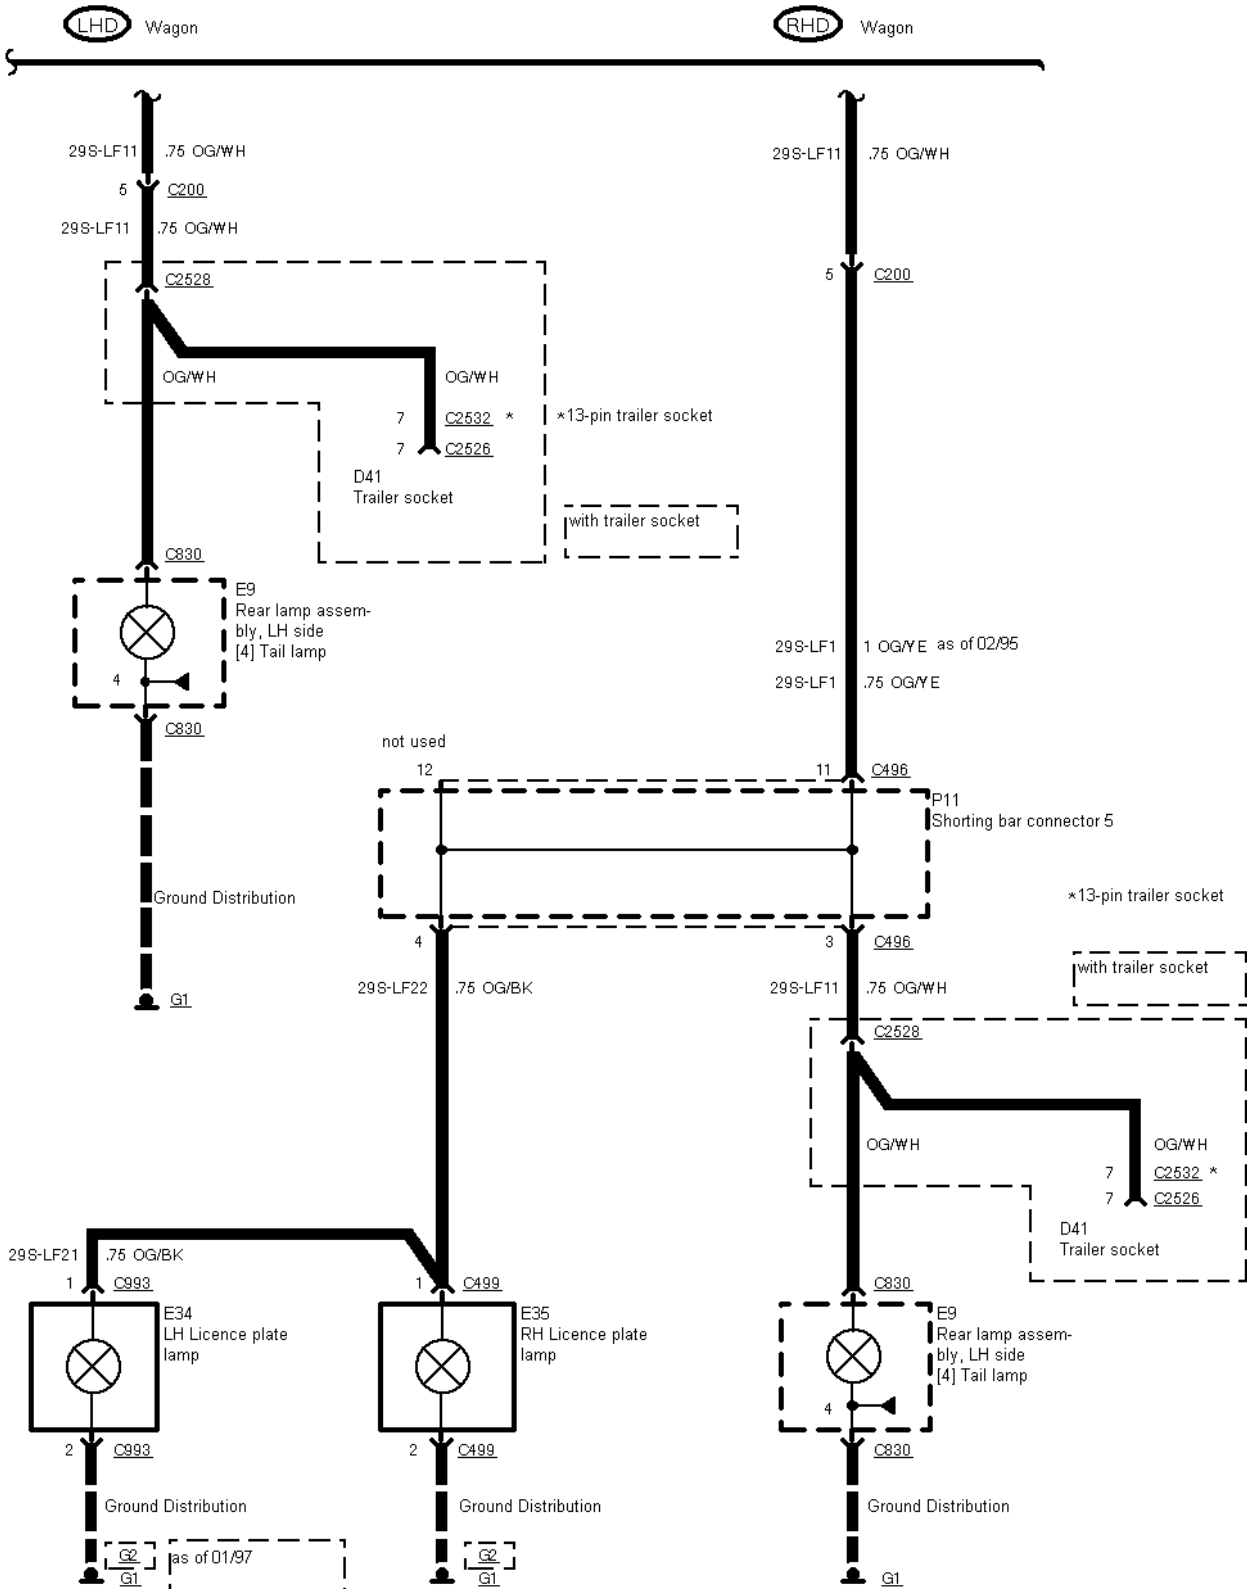 LHD Wagon
RHD Wagon
29S-LF11 .75 OG/WH
29S-LF11 .75 OG/WH
5 C200
29S-LF11 .75 OG/WH
5 C200
C2528
OG/WH
OG/WH
7 C2532 *
*13-pin trailer socket
7 C2526
D41
Trailer socket
with trailer socket
C830
E9
Rear lamp assem-
bly, LH side
[4] Tail lamp
4
C830
29S-LF1 1 OG/YE as of 02/95
29S-LF1 .75 OG/YE
not used
12
11 C496
P11
Shorting bar connector 5
Ground Distribution
*13-pin trailer socket
4
3 C496
with trailer socket
29S-LF22 .75 OG/BK
29S-LF11 .75 OG/WH
G1
C2528
OG/WH
OG/WH
7 C2532 *
7 C2526
D41
Trailer socket
29S-LF21 .75 OG/BK
1 C993
1 C499
C830
E34
LH Licence plate
lamp
E35
RH Licence plate
lamp
E9
Rear lamp assem-
bly, LH side
[4] Tail lamp
4
2 C993
2 C499
C830
Ground Distribution
Ground Distribution
Ground Distribution
G2
as of 01/97
G2
G1
G1
G1